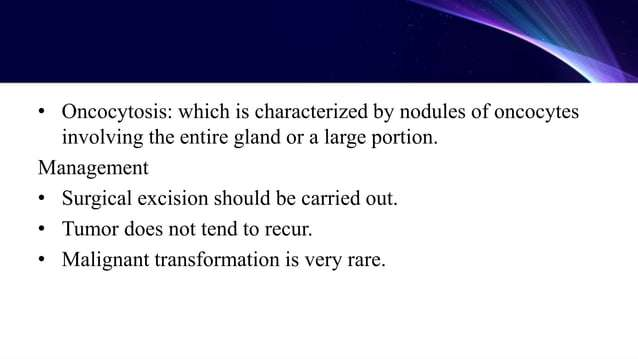 • Oncocytosis: which is characterized by nodules of oncocytes
involving the entire gland or a large portion.
Management
• Surgical excision should be carried out.
• Tumor does not tend to recur.
• Malignant transformation is very rare.